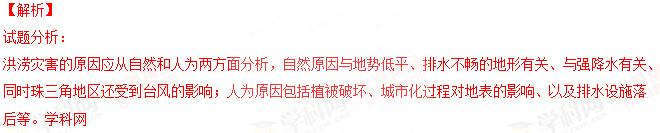 【解析】
试题分析：
洪涝灾害的原因应从自然和人为两方面分析，自然原因与地势低平、排水不畅的地形有关、与强降水有关、
同时珠三角地区还受到台风的影响；人为原因包括植被被破坏、城市化过程对地表的影响、以及排水设施落
后等。学科网